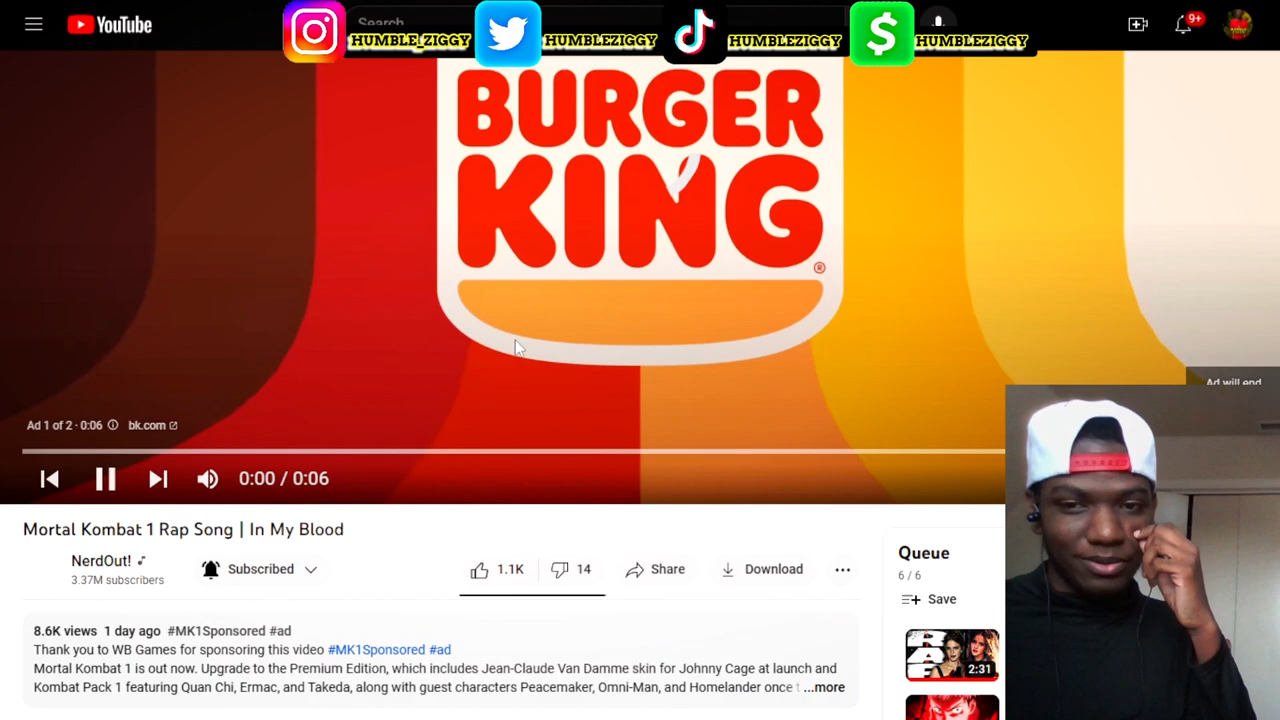 YouTube
Search
9+
HUMBLE_ZIGGY
HUMBLEZIGGY
HUMBLEZIGGY
$
HUMBLEZIGGY
BURGER
KING
®
Ad will end
Ad 1 of 2 · 0:06
bk.com
0:00 / 0:06
Mortal Kombat 1 Rap Song | In My Blood
NerdOut!
3.37M subscribers
Subscribed
1.1K
14
Share
Download
Queue
6 / 6
Save
8.6K views 1 day ago #MK1Sponsored #ad
Thank you to WB Games for sponsoring this video #MK1Sponsored #ad
Mortal Kombat 1 is out now. Upgrade to the Premium Edition, which includes Jean-Claude Van Damme skin for Johnny Cage at launch and
Kombat Pack 1 featuring Quan Chi, Ermac, and Takeda, along with guest characters Peacemaker, Omni-Man, and Homelander once t ...more
2:31